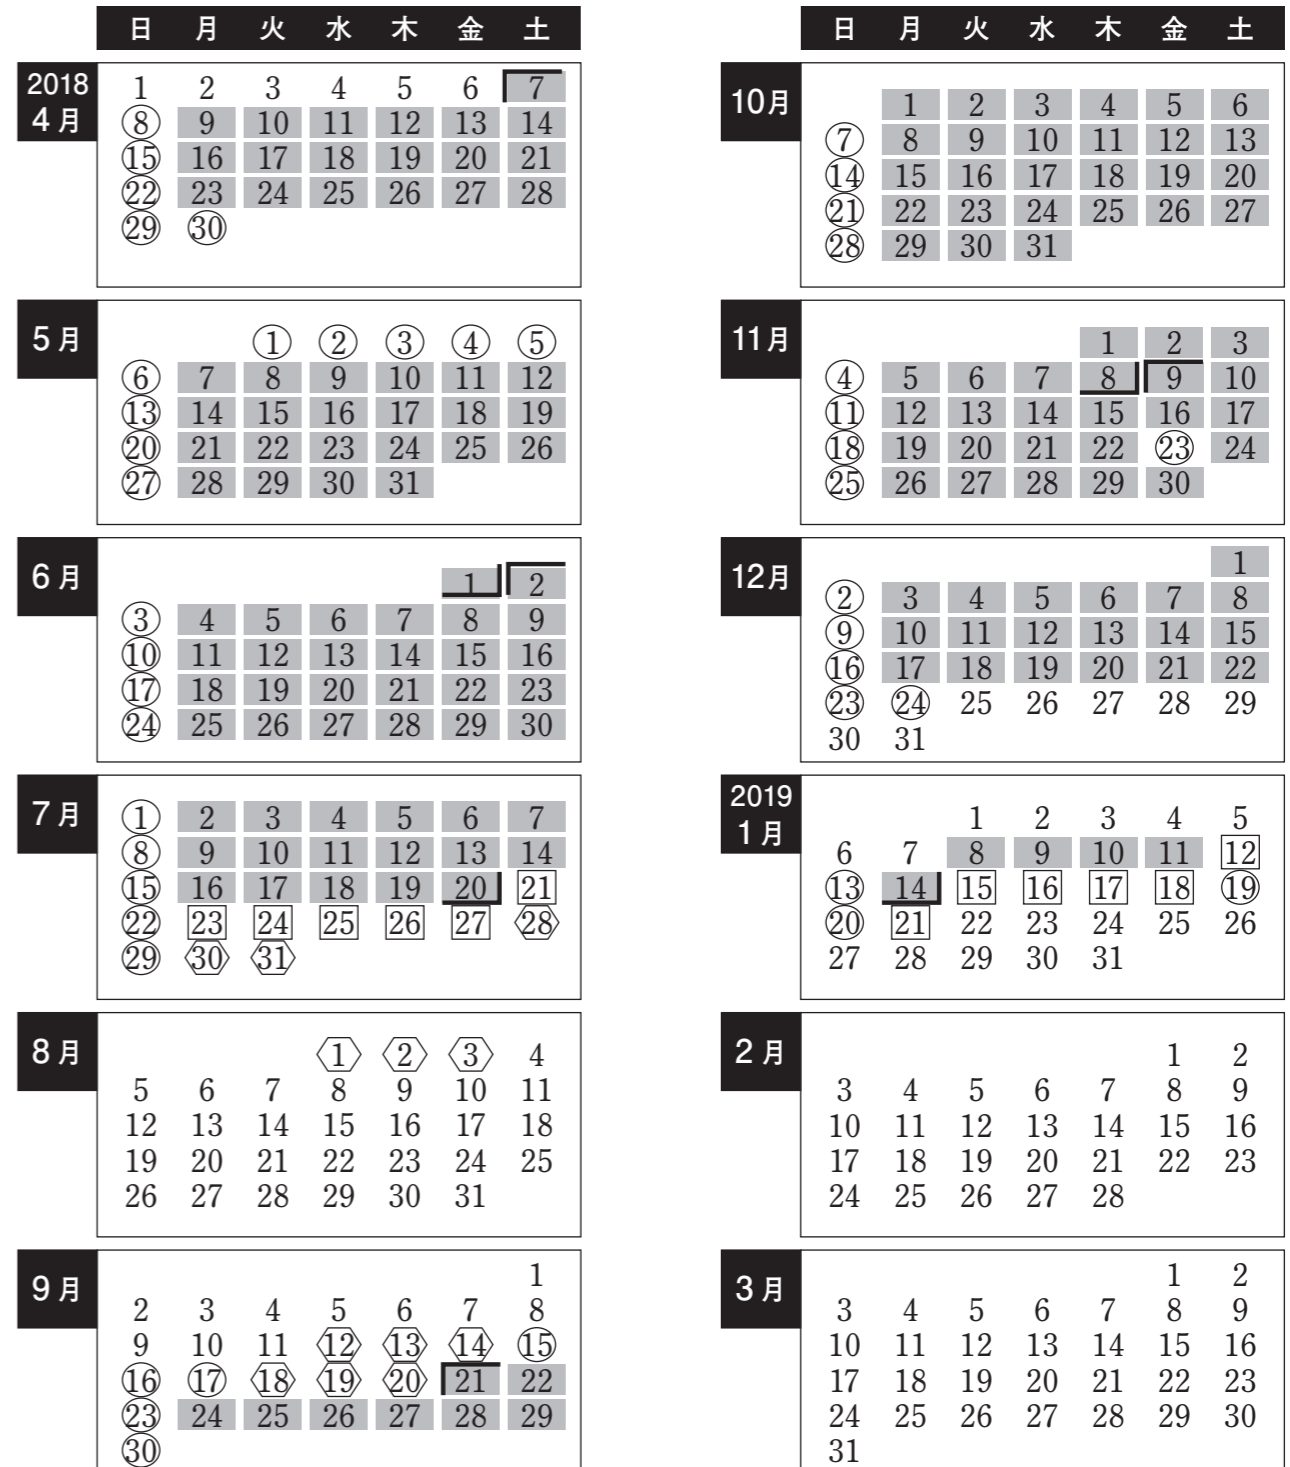 日 月 火 水 木 金 土
2018
4月
1 2 3 4 5 6 7
⑧ 9 10 11 12 13 14
⑮ 16 17 18 19 20 21
㉒ 23 24 25 26 27 28
㉙ ㉚
5月
① ② ③ ④ ⑤
⑥ 7 8 9 10 11 12
⑬ 14 15 16 17 18 19
⑳ 21 22 23 24 25 26
㉗ 28 29 30 31
6月
1 2
③ 4 5 6 7 8 9
⑩ 11 12 13 14 15 16
⑰ 18 19 20 21 22 23
㉔ 25 26 27 28 29 30
7月
① 2 3 4 5 6 7
⑧ 9 10 11 12 13 14
⑮ 16 17 18 19 20 21
㉒ 23 24 25 26 27 28
㉙ 30 31
8月
1 2 3 4
5 6 7 8 9 10 11
12 13 14 15 16 17 18
19 20 21 22 23 24 25
26 27 28 29 30 31
9月
1
2 3 4 5 6 7 8
9 10 11 12 13 14 ⑮
⑯ ⑰ 18 19 20 21 22
㉓ 24 25 26 27 28 29
㉚
日 月 火 水 木 金 土
10月
1 2 3 4 5 6
⑦ 8 9 10 11 12 13
⑭ 15 16 17 18 19 20
㉑ 22 23 24 25 26 27
㉘ 29 30 31
11月
1 2 3
④ 5 6 7 8 9 10
⑪ 12 13 14 15 16 17
⑱ 19 20 21 22 ㉓ 24
㉕ 26 27 28 29 30
12月
1
② 3 4 5 6 7 8
⑨ 10 11 12 13 14 15
⑯ 17 18 19 20 21 22
㉓ ㉔ 25 26 27 28 29
30 31
2019
1月
1 2 3 4 5
6 7 8 9 10 11 12
⑬ 14 15 16 17 18 ⑲
⑳ 21 22 23 24 25 26
27 28 29 30 31
2月
1 2
3 4 5 6 7 8 9
10 11 12 13 14 15 16
17 18 19 20 21 22 23
24 25 26 27 28
3月
1 2
3 4 5 6 7 8 9
10 11 12 13 14 15 16
17 18 19 20 21 22 23
24 25 26 27 28 29 30
31